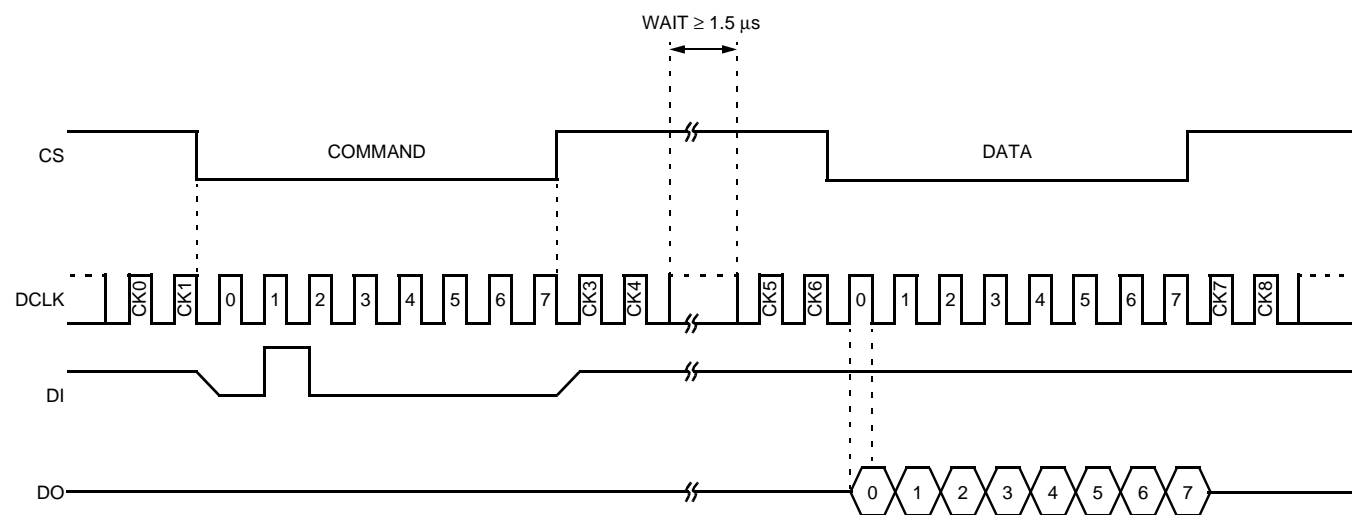 WAIT ≥ 1.5 μs
CS COMMAND DATA
DCLK CK0 CK1 0 1 2 3 4 5 6 7 CK3 CK4 CK5 CK6 0 1 2 3 4 5 6 7 CK7 CK8
DI
DO 0 1 2 3 4 5 6 7